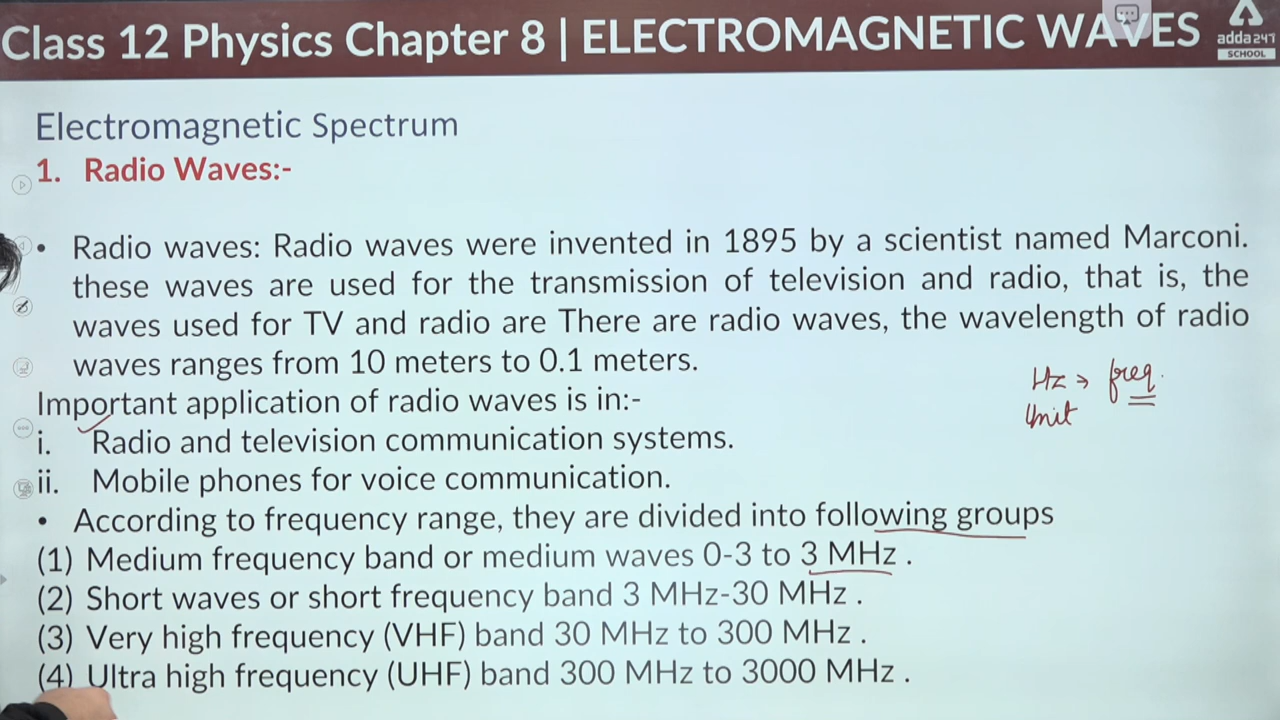 Class 12 Physics Chapter 8 | ELECTROMAGNETIC WAVES
adda247
SCHOOL
Electromagnetic Spectrum
1. Radio Waves:-
• Radio waves: Radio waves were invented in 1895 by a scientist named Marconi.
these waves are used for the transmission of television and radio, that is, the
waves used for TV and radio are There are radio waves, the wavelength of radio
waves ranges from 10 meters to 0.1 meters.
Hz → freq.
Unit
Important application of radio waves is in:-
i. Radio and television communication systems.
ii. Mobile phones for voice communication.
• According to frequency range, they are divided into following groups
(1) Medium frequency band or medium waves 0-3 to 3 MHz .
(2) Short waves or short frequency band 3 MHz-30 MHz .
(3) Very high frequency (VHF) band 30 MHz to 300 MHz .
(4) Ultra high frequency (UHF) band 300 MHz to 3000 MHz .